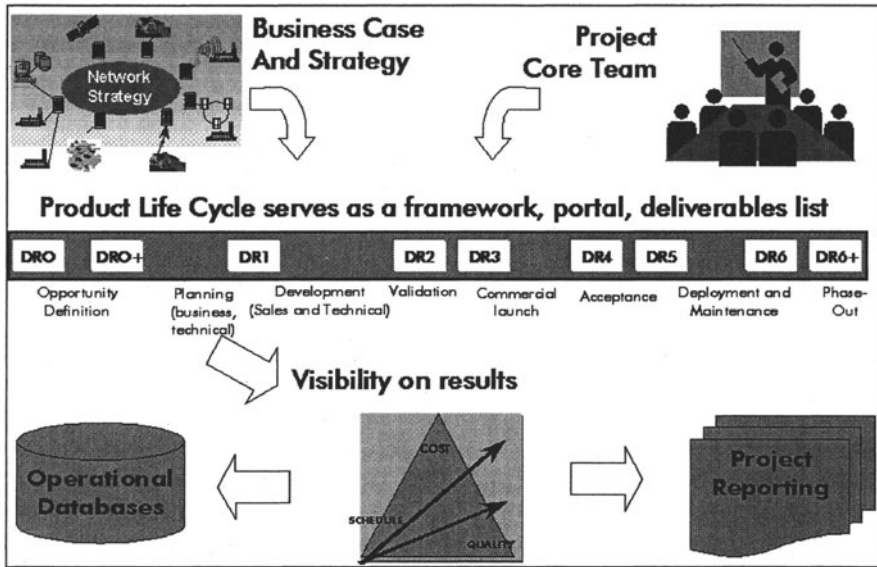 Network
Strategy
Business Case
And Strategy
Project
Core Team
Product Life Cycle serves as a framework, portal, deliverables list
DRO
DRO+
DR1
DR2
DR3
DR4
DR5
DR6
DR6+
Opportunity
Definition
Planning
(business,
technical)
Development
(Sales and Technical)
Validation
Commercial
launch
Acceptance
Deployment and
Maintenance
Phase-
Out
Visibility on results
Operational
Databases
COST
SCHEDULE
QUALITY
Project
Reporting